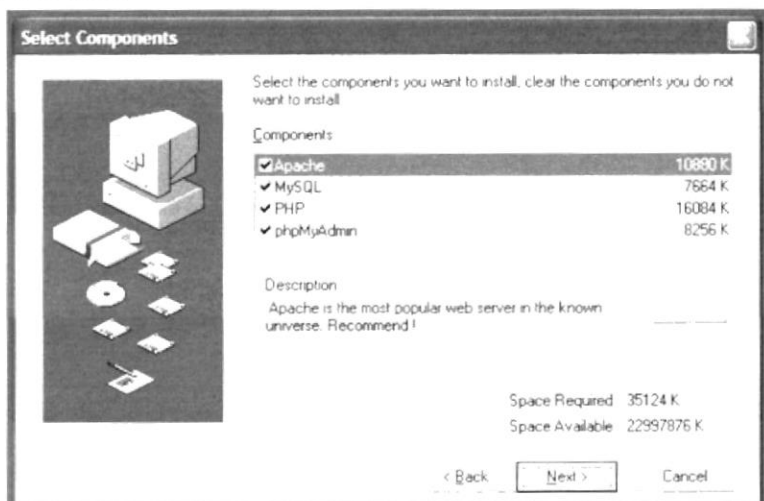 Select Components
Select the components you want to install, clear the components you do not
want to install
Components
Apache 10880 K
MySQL 7664 K
PHP 16084 K
phpMyAdmin 8256 K
Description
Apache is the most popular web server in the known
universe. Recommend !
Space Required 35124 K
Space Available 22997876 K
< Back Next > Cancel